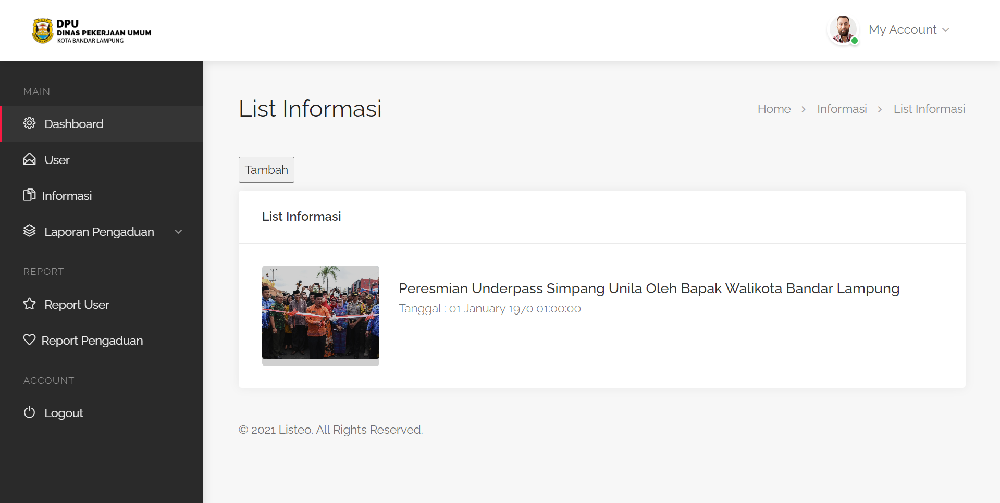 DPU
DINAS PEKERJAAN UMUM
KOTA BANDAR LAMPUNG
My Account
MAIN
Dashboard
User
Informasi
Laporan Pengaduan
REPORT
Report User
Report Pengaduan
ACCOUNT
Logout
List Informasi
Home
Informasi
List Informasi
Tambah
List Informasi
Peresmian Underpass Simpang Unila Oleh Bapak Walikota Bandar Lampung
Tanggal : 01 January 1970 01:00:00
© 2021 Listeo. All Rights Reserved.